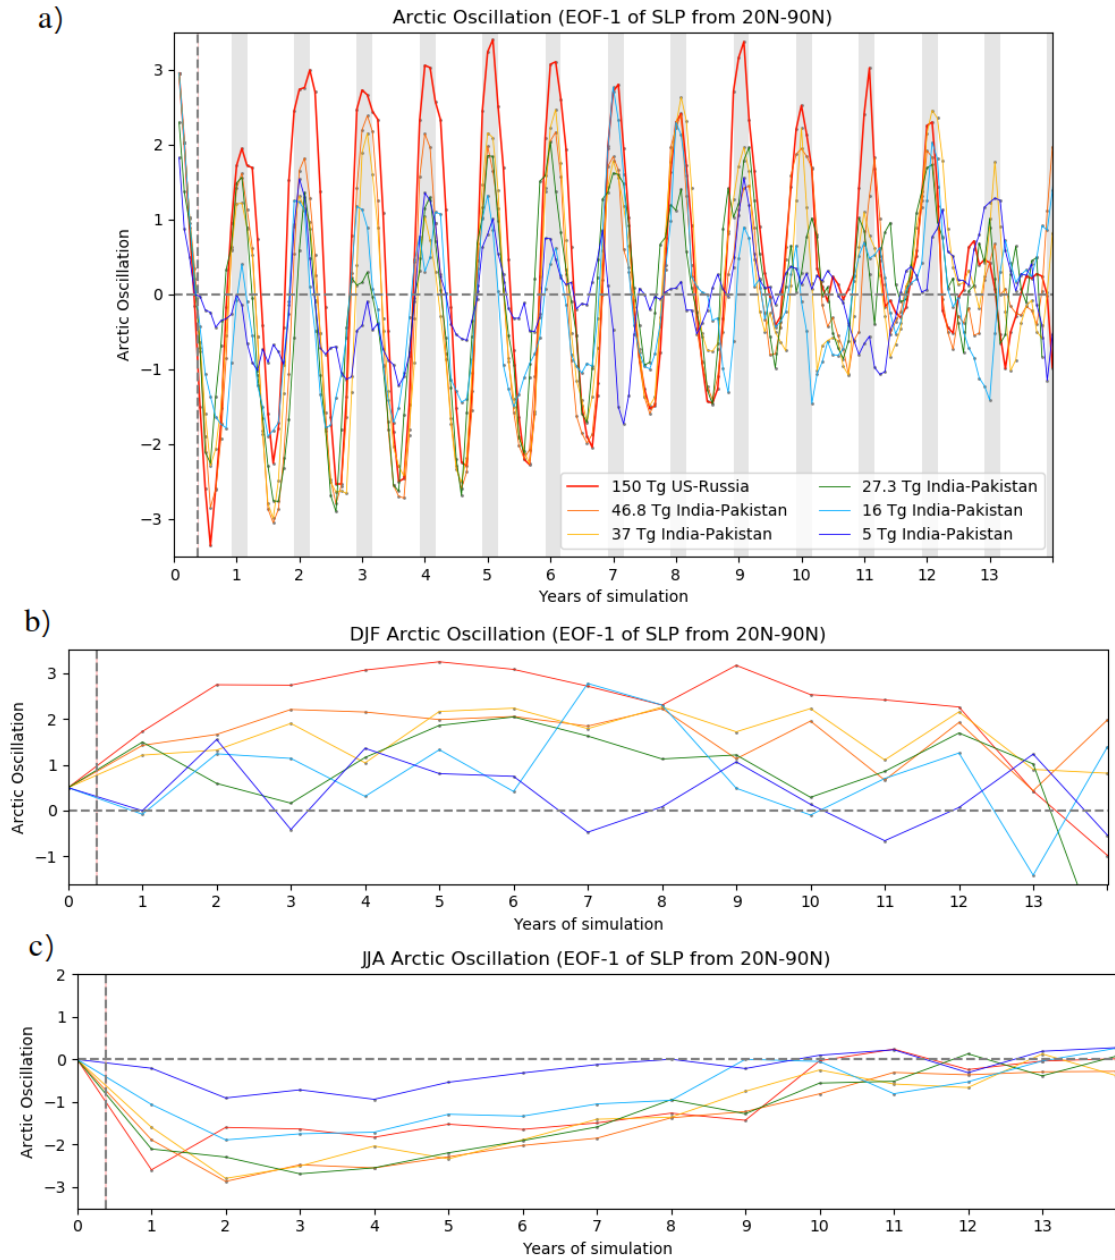 a)
Arctic Oscillation (EOF-1 of SLP from 20N-90N)
3
2
1
0
−1
−2
−3
Arctic Oscillation
150 Tg US-Russia
46.8 Tg India-Pakistan
37 Tg India-Pakistan
27.3 Tg India-Pakistan
16 Tg India-Pakistan
5 Tg India-Pakistan
0 1 2 3 4 5 6 7 8 9 10 11 12 13
Years of simulation
b)
DJF Arctic Oscillation (EOF-1 of SLP from 20N-90N)
3
2
1
0
−1
Arctic Oscillation
0 1 2 3 4 5 6 7 8 9 10 11 12 13
Years of simulation
c)
JJA Arctic Oscillation (EOF-1 of SLP from 20N-90N)
2
1
0
−1
−2
−3
Arctic Oscillation
0 1 2 3 4 5 6 7 8 9 10 11 12 13
Years of simulation